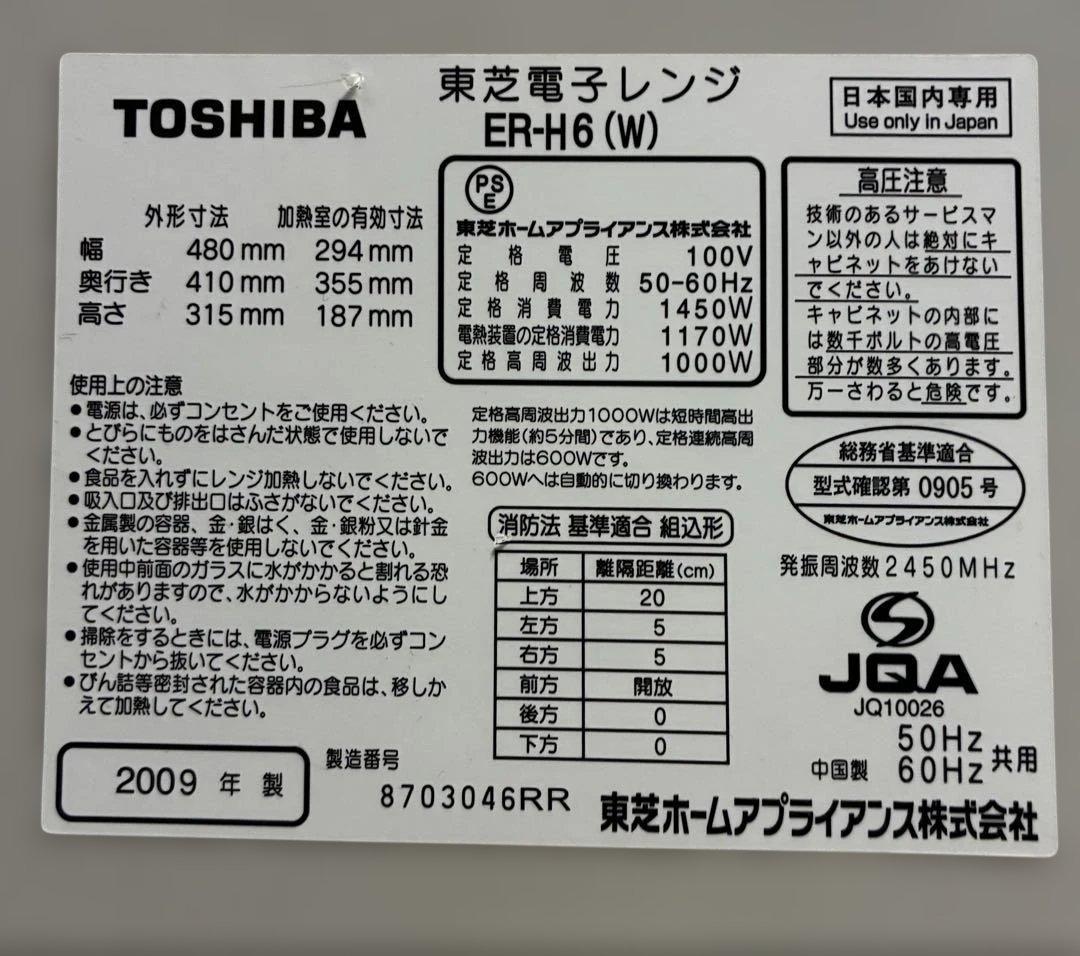 TOSHIBA
東芝電子レンジ
ER-H6(W)
日本国内専用
Use only in Japan
外形寸法 加熱室の有効寸法
幅 480mm 294mm
奥行き 410mm 355mm
高さ 315mm 187mm
PS
E
東芝ホームアプライアンス株式会社
定格電圧 100V
定格周波数 50-60Hz
定格消費電力 1450W
電熱装置の定格消費電力 1170W
定格高周波出力 1000W
高圧注意
技術のあるサービスマ
ン以外の人は絶対にキ
ャビネットをあけない
でください。
キャビネットの内部に
は数千ボルトの高電圧
部分が数多くあります。
万一さわると危険です。
使用上の注意
●電源は、必ずコンセントをご使用ください。
●とびらにものをはさんだ状態で使用しないで
ください。
●食品を入れずにレンジ加熱しないでください。
●吸入口及び排出口はふさがないでください。
●金属製の容器、金・銀はく、金・銀粉又は針金
を用いた容器等を使用しないでください。
●使用中前面のガラスに水がかかると割れる恐
れがありますので、水がかからないようにし
てください。
●掃除をするときには、電源プラグを必ずコン
セントから抜いてください。
●びん詰等密封された容器内の食品は、移しか
えて加熱してください。
定格高周波出力1000Wは短時間高出
力機能(約5分間)であり、定格連続高周
波出力は600Wです。
600Wへは自動的に切り換わります。
消防法 基準適合 組込形
場所 離隔距離(cm)
上方 20
左方 5
右方 5
前方 開放
後方 0
下方 0
総務省基準適合
型式確認第 0905 号
東芝ホームアプライアンス株式会社
発振周波数2450MHz
JQA
JQ10026
50Hz
60Hz 共用
中国製
2009 年 製
製造番号
8703046RR
東芝ホームアプライアンス株式会社